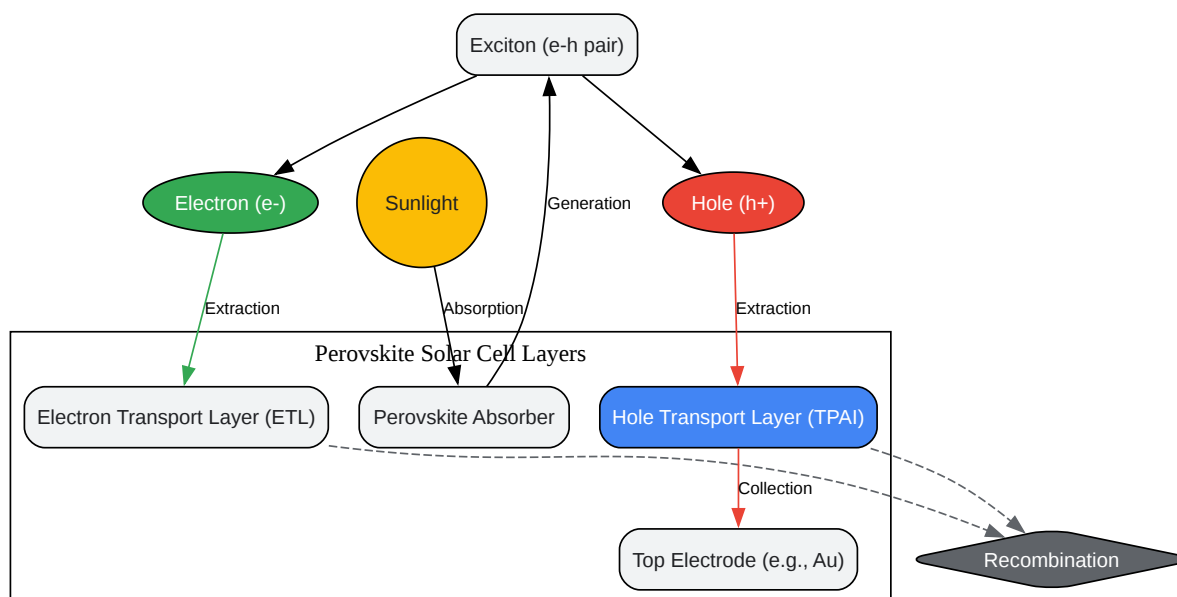 Exciton (e-h pair)
Electron (e-)
Sunlight
Generation
Hole (h+)
Extraction
Absorption
Extraction
Perovskite Solar Cell Layers
Electron Transport Layer (ETL)
Perovskite Absorber
Hole Transport Layer (TPAI)
Collection
Top Electrode (e.g., Au)
Recombination